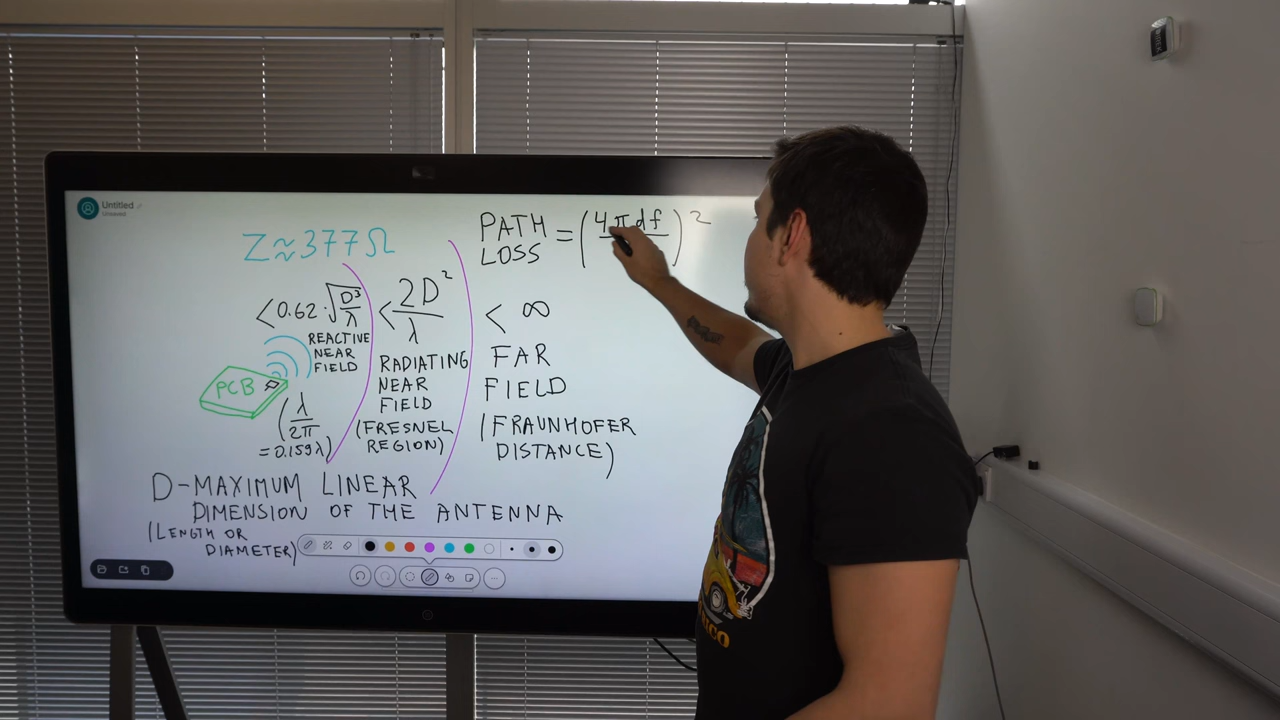 Untitled
Unsaved
Z≈377Ω
PATH
LOSS = (4πdf)²
<0.62·√D³/λ
<2D²/λ
< ∞
REACTIVE
NEAR
FIELD
RADIATING
NEAR
FIELD
(FRESNEL
REGION)
FAR
FIELD
(FRAUNHOFER
DISTANCE)
PCB
(λ/2π
=0.159λ)
D-MAXIMUM LINEAR
DIMENSION OF THE ANTENNA
(LENGTH OR
DIAMETER)